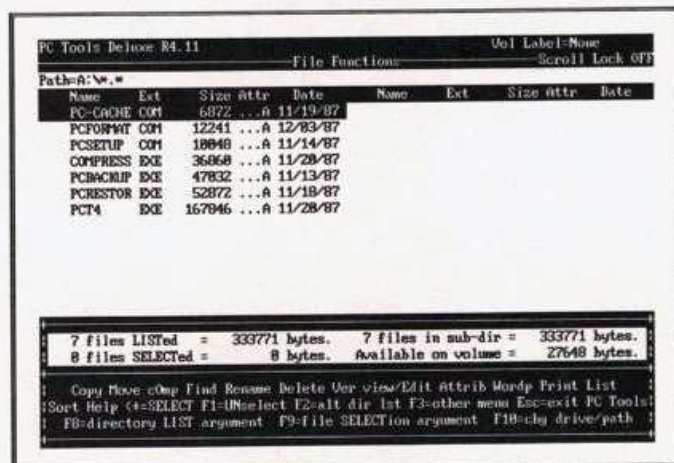 PC Tools Deluxe R4.11 Vol Label=None
File Functions Scroll Lock OFF
Path=A:\*.*
Name Ext Size Attr Date Name Ext Size Attr Date
PC-CACHE COM 6872 ...A 11/19/87
PCFORMAT COM 12241 ...A 12/03/87
PCSETUP COM 10048 ...A 11/14/87
COMPRESS EXE 36860 ...A 11/20/87
PCBACKUP EXE 47032 ...A 11/13/87
PCRESTOR EXE 52872 ...A 11/18/87
PCT4 EXE 167846 ...A 11/20/87
7 files LISTed = 333771 bytes. 7 files in sub-dir = 333771 bytes.
0 files SELECTed = 0 bytes. Available on volume = 27648 bytes.
Copy Move cOmp Find Rename Delete Ver view/Edit Attrib Wordp Print List
Sort Help <+=SELECT F1=UNselect F2=alt dir lst F3=other menu Esc=exit PC Tools
F8=directory LIST argument F9=file SELECTion argument F10=chg drive/path